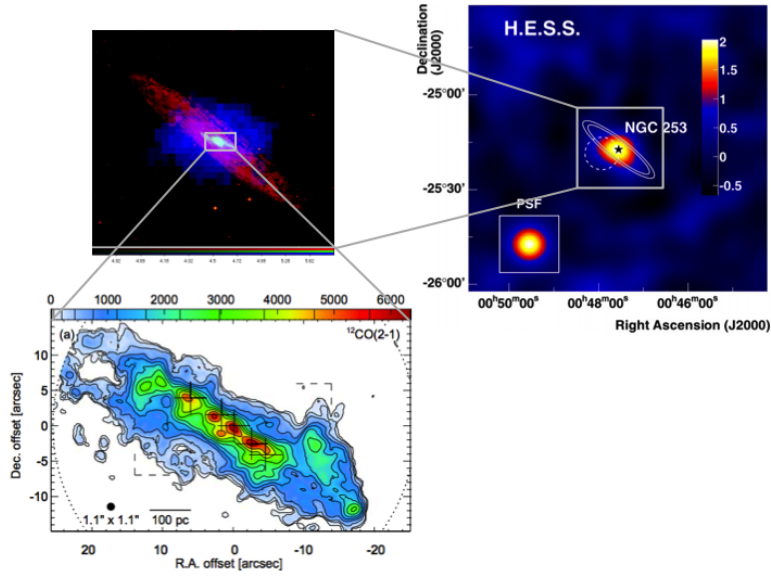 H.E.S.S.
Declination
(J2000)
-25°00'
-25°30'
-26°00'
NGC 253
PSF
2
1.5
1
0.5
0
-0.5
00ʰ50ᵐ00ˢ
00ʰ48ᵐ00ˢ
00ʰ46ᵐ00ˢ
Right Ascension (J2000)
0
1000
2000
3000
4000
5000
6000
(a)
¹²CO(2-1)
Dec. offset [arcsec]
10
5
0
-5
-10
1.1" x 1.1"
100 pc
20
10
0
-10
-20
R.A. offset [arcsec]